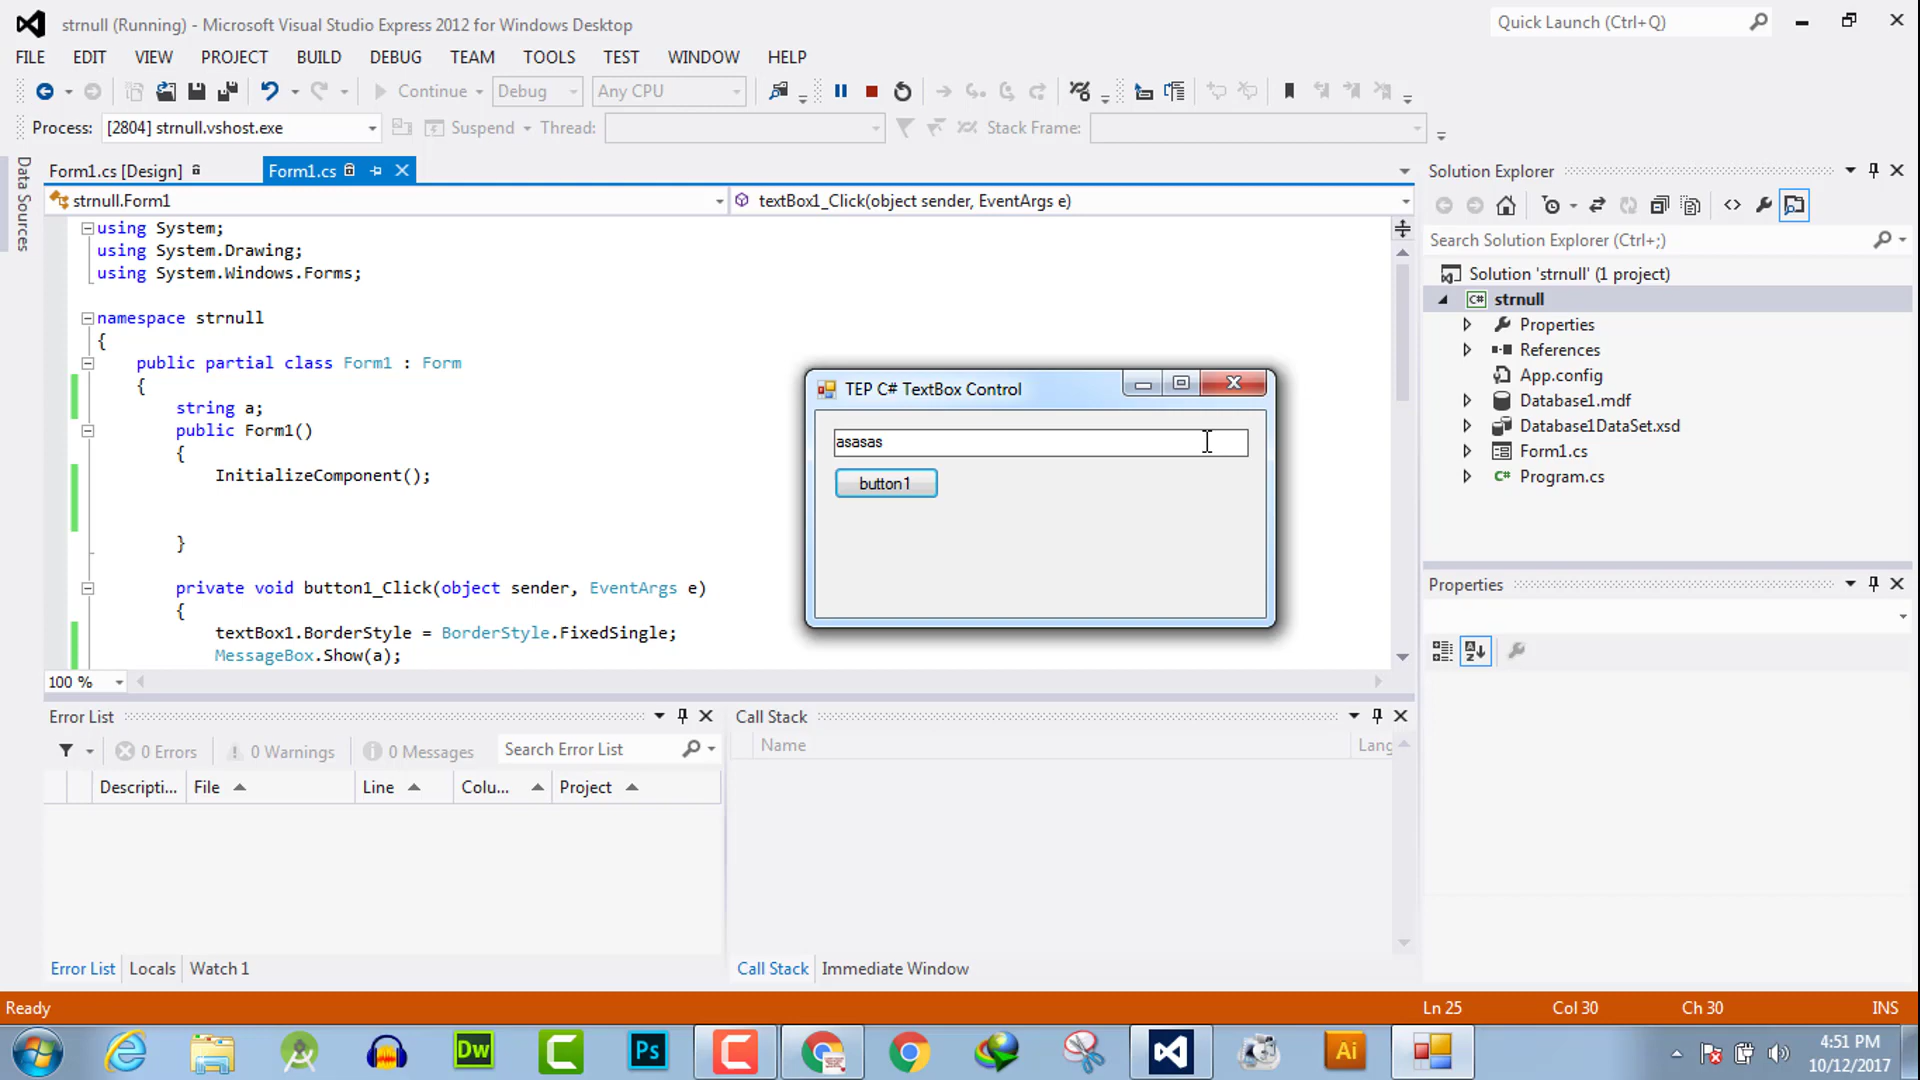 strnull (Running) - Microsoft Visual Studio Express 2012 for Windows Desktop
Quick Launch (Ctrl+Q)
FILE EDIT VIEW PROJECT BUILD DEBUG TEAM TOOLS TEST WINDOW HELP
Continue Debug Any CPU
Process: [2804] strnull.vshost.exe Suspend Thread: Stack Frame:
Data Sources
Form1.cs [Design] Form1.cs
strnull.Form1 textBox1_Click(object sender, EventArgs e)
using System;
using System.Drawing;
using System.Windows.Forms;
namespace strnull
{
public partial class Form1 : Form
{
string a;
public Form1()
{
InitializeComponent();
}
private void button1_Click(object sender, EventArgs e)
{
textBox1.BorderStyle = BorderStyle.FixedSingle;
MessageBox.Show(a);
100 %
TEP C# TextBox Control
asasas
button1
Solution Explorer
Search Solution Explorer (Ctrl+;)
Solution 'strnull' (1 project)
C# strnull
Properties
References
App.config
Database1.mdf
Database1DataSet.xsd
Form1.cs
C# Program.cs
Properties
Error List
0 Errors 0 Warnings 0 Messages Search Error List
Descripti... File Line Colu... Project
Error List Locals Watch 1
Call Stack
Name Lang
Call Stack Immediate Window
Ready Ln 25 Col 30 Ch 30 INS
Dw Ps Ai
4:51 PM
10/12/2017